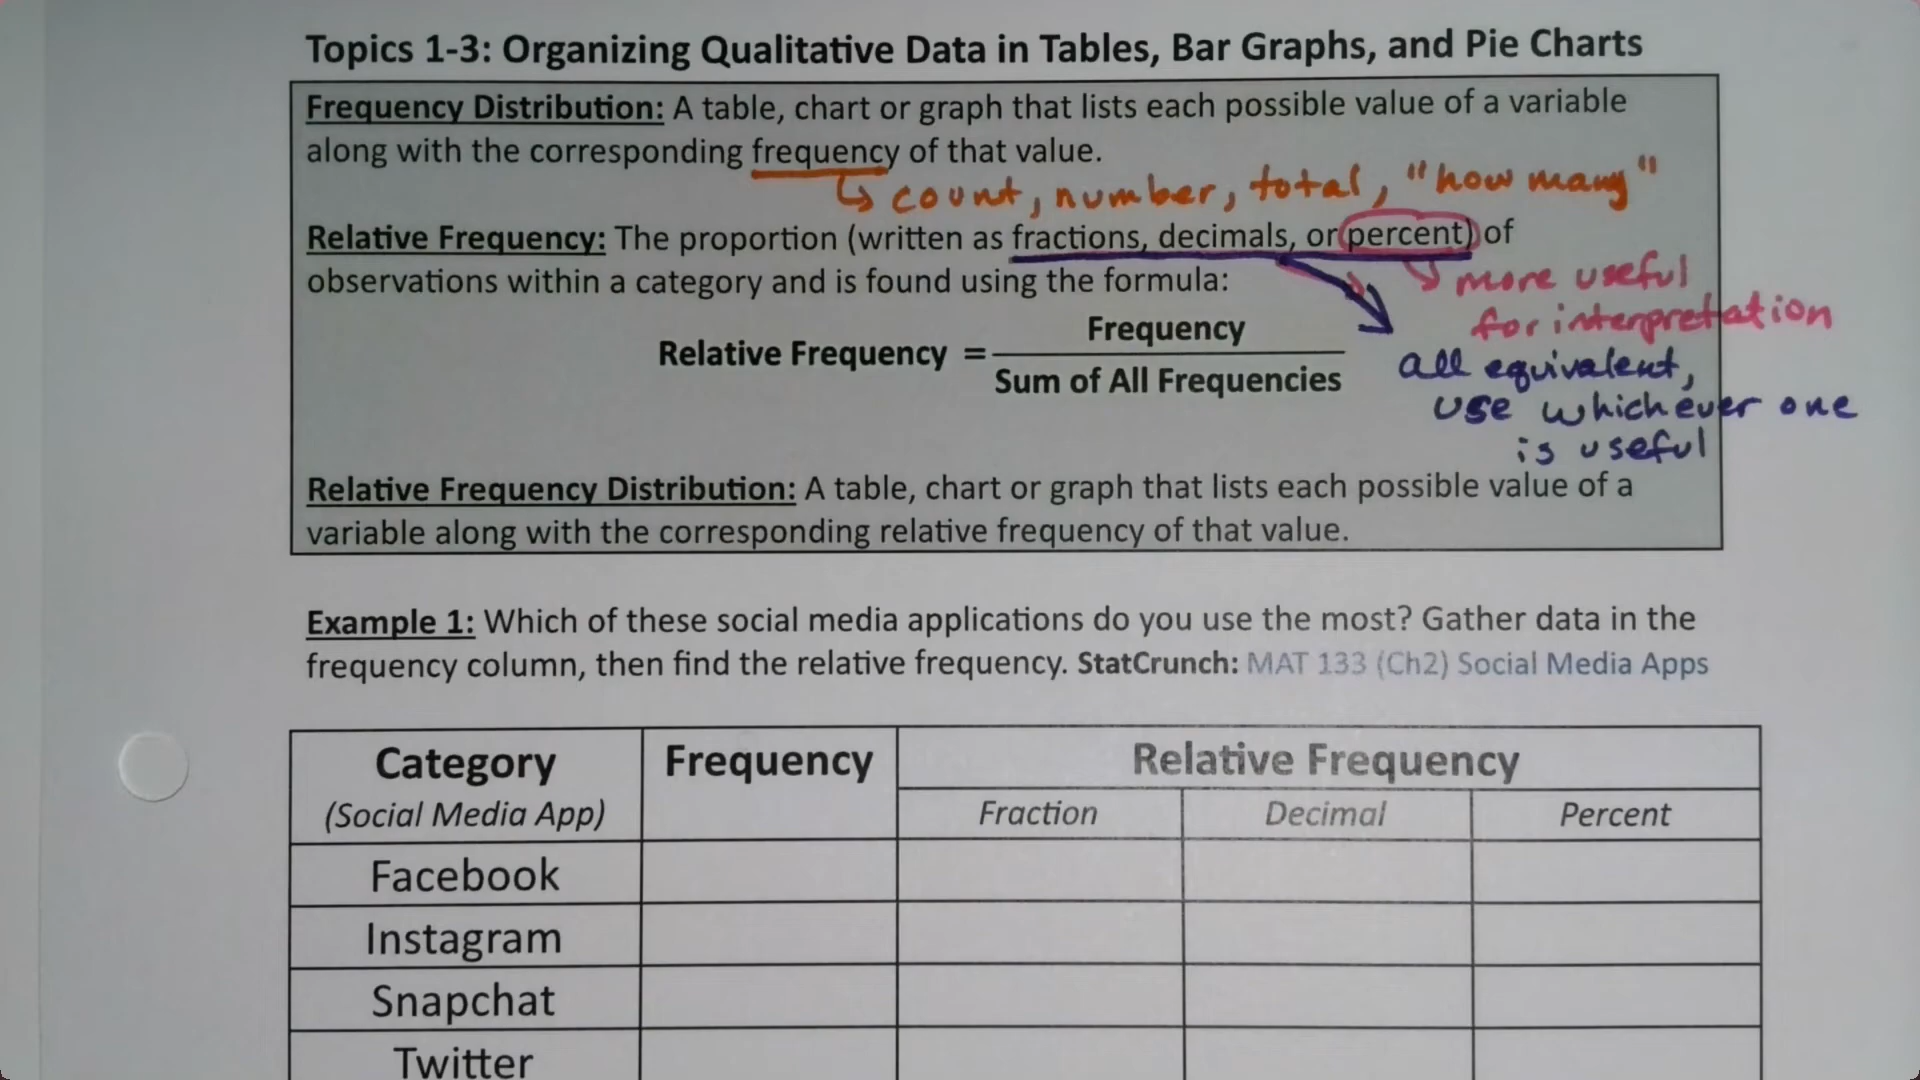 Topics 1-3: Organizing Qualitative Data in Tables, Bar Graphs, and Pie Charts
Frequency Distribution: A table, chart or graph that lists each possible value of a variable
along with the corresponding frequency of that value.
↳ count, number, total, "how many"
Relative Frequency: The proportion (written as fractions, decimals, or percent) of
observations within a category and is found using the formula:
more useful
for interpretation
Relative Frequency = Frequency
Sum of All Frequencies
all equivalent,
use whichever one
is useful
Relative Frequency Distribution: A table, chart or graph that lists each possible value of a
variable along with the corresponding relative frequency of that value.
Example 1: Which of these social media applications do you use the most? Gather data in the
frequency column, then find the relative frequency. StatCrunch: MAT 133 (Ch2) Social Media Apps
Category Frequency Relative Frequency
(Social Media App) Fraction Decimal Percent
Facebook
Instagram
Snapchat
Twitter